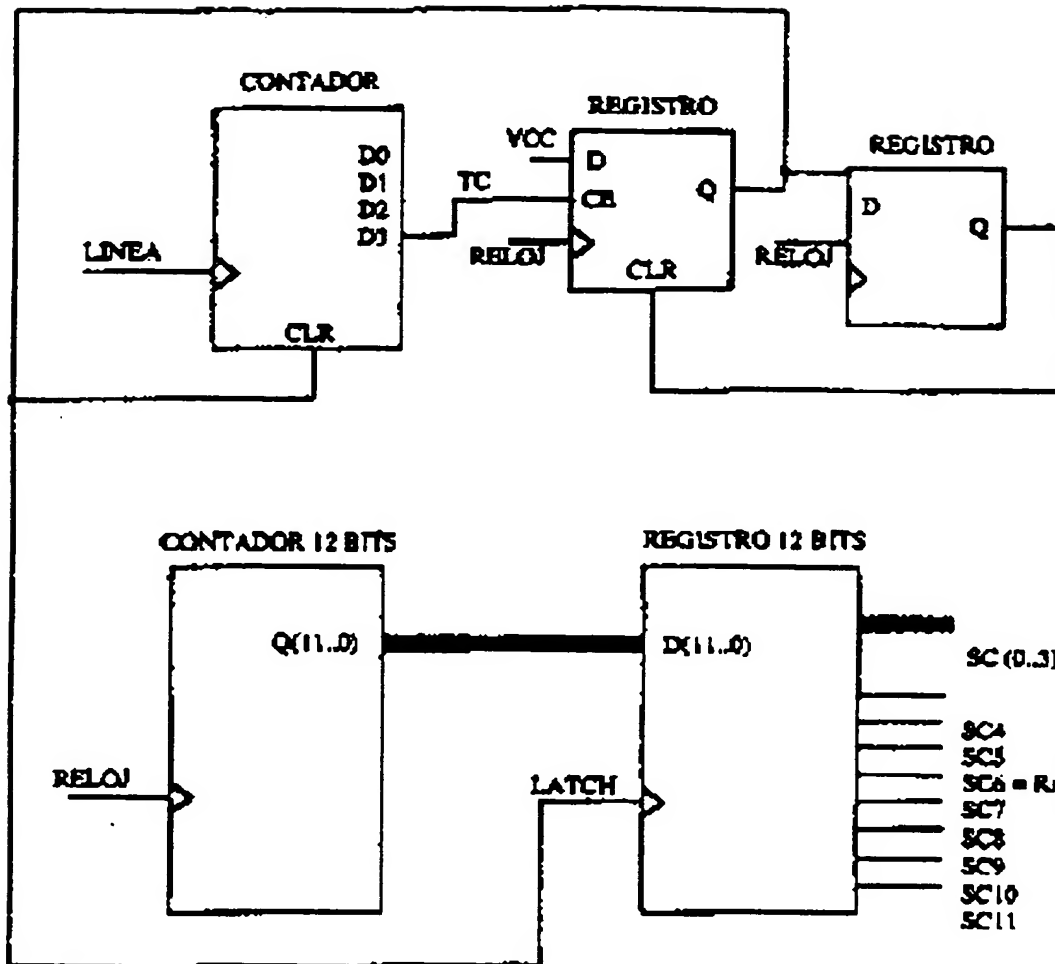 CONTADOR
D0
D1
D2
D3
LINEA
CLR
TC
REGISTRO
VCC
D
CE
Q
RELOJ
CLR
REGISTRO
D
Q
RELOJ
CONTADOR 12 BITS
Q(11..0)
RELOJ
REGISTRO 12 BITS
D(11..0)
LATCH
SC (0..3)
SC4
SC5
SC6 =
SC7
SC8
SC9
SC10
SC11